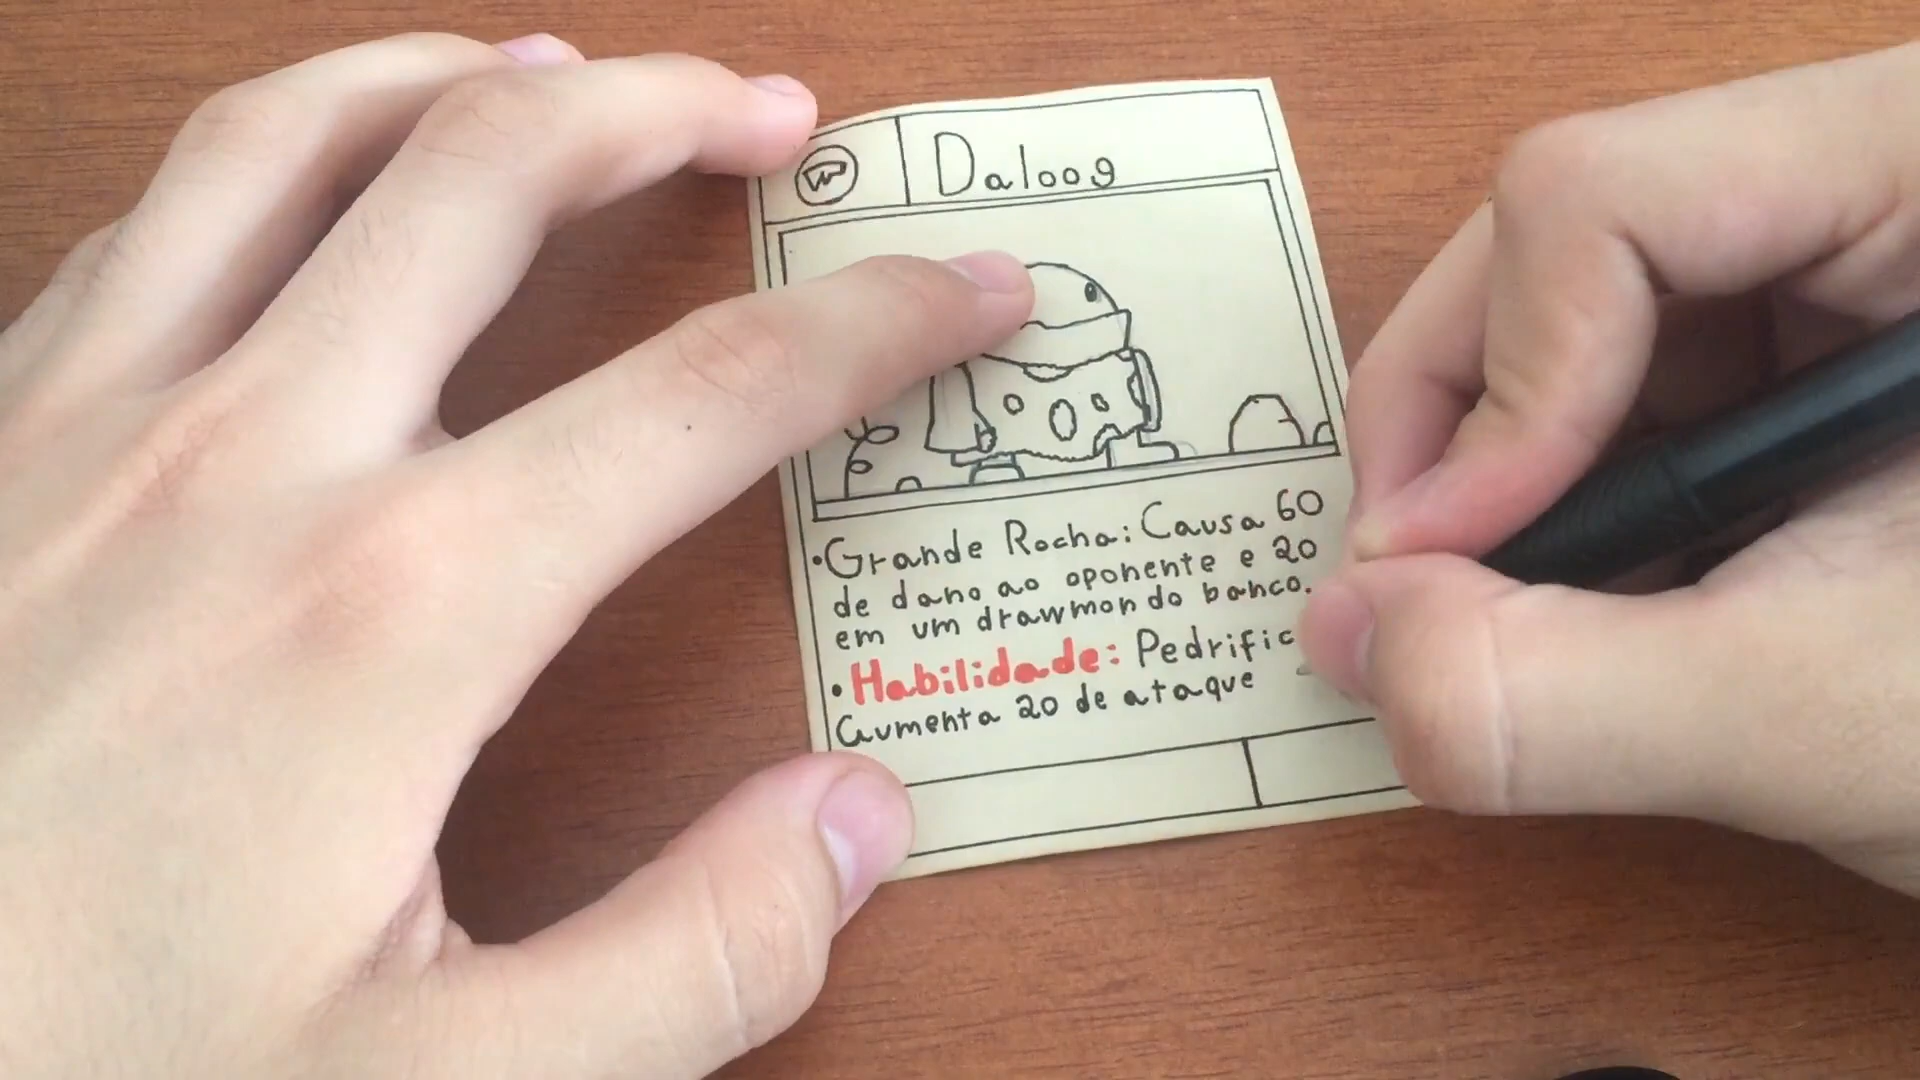 Daloog
•Grande Rocha: Causa 60
de dano ao oponente e 20
em um drawmon do banco.
•Habilidade:
Aumenta 20 de ataque